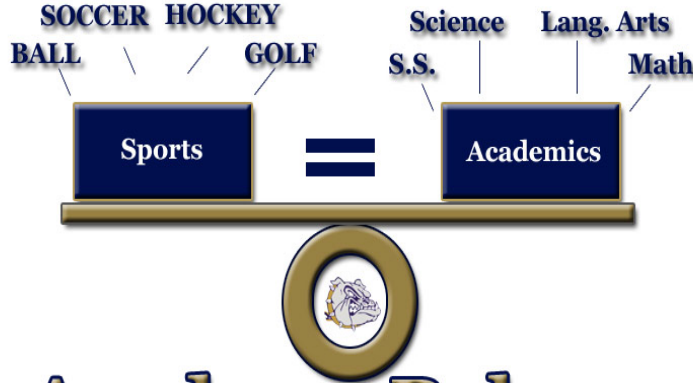 SOCCER HOCKEY
BALL GOLF
Science Lang. Arts
S.S. Math
Sports = Academics